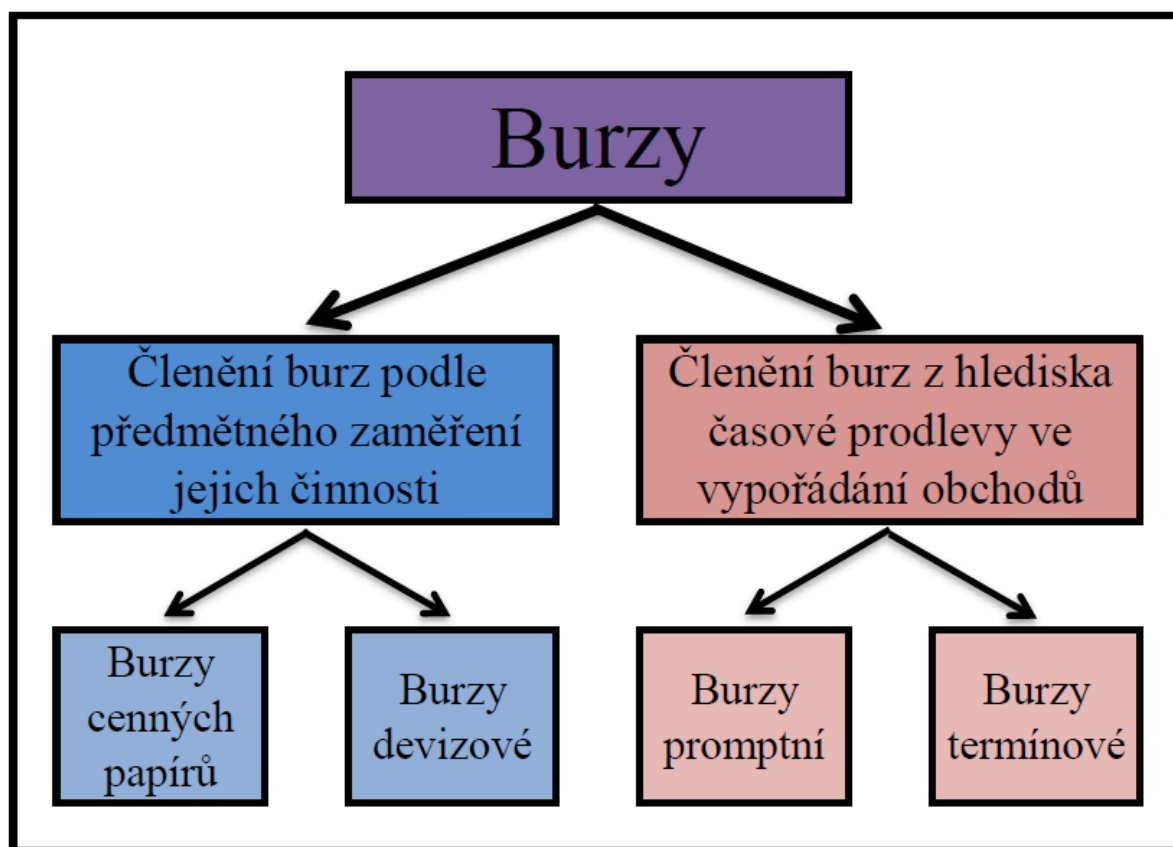 Burzy
Členění burz podle
předmětného zaměření
jejich činnosti
Členění burz z hlediska
časové prodlevy ve
vypořádání obchodů
Burzy
cenných
papírů
Burzy
devizové
Burzy
promptní
Burzy
termínové